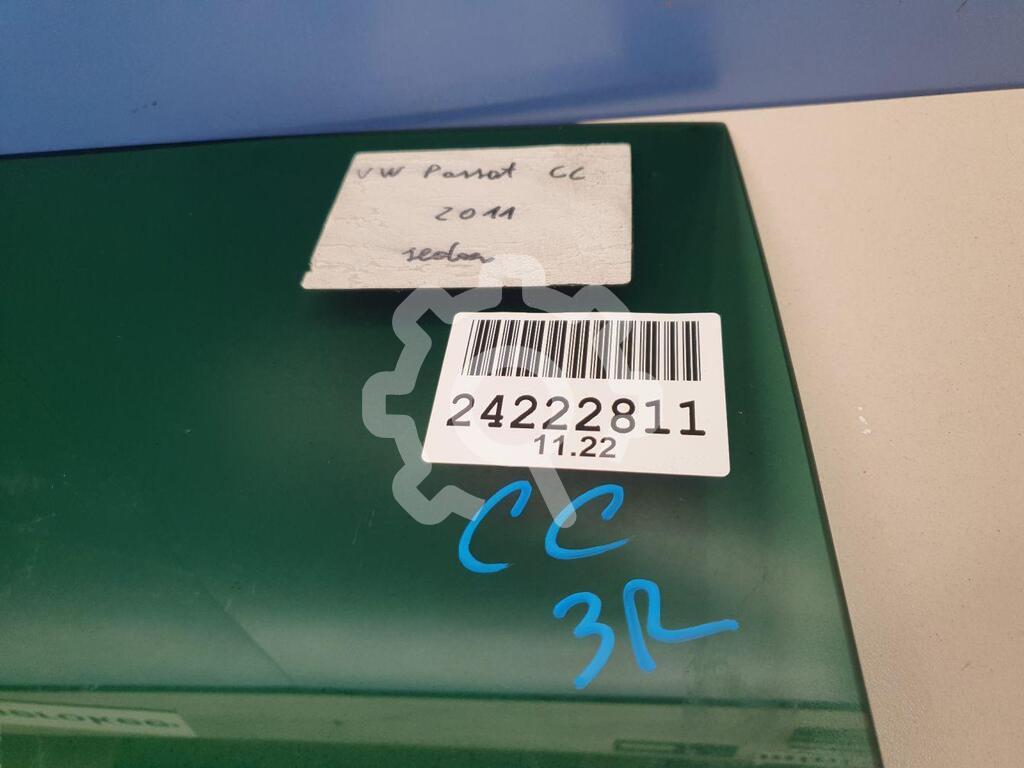 VW Passat CC
2011
sedan
24222811
11.22
CC
3R